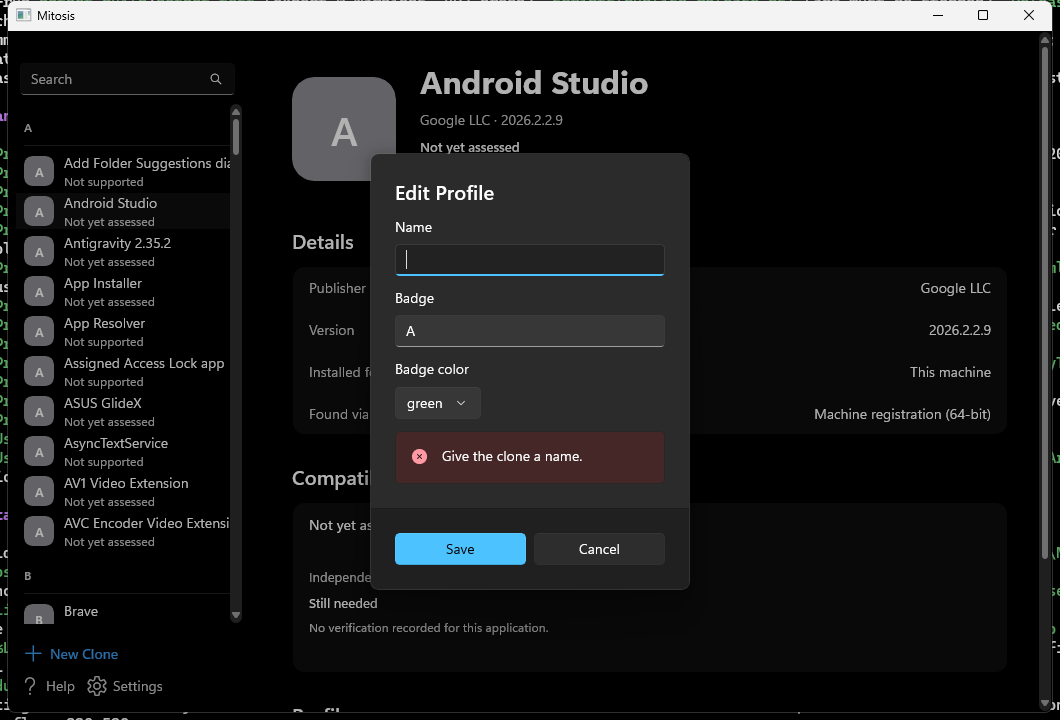 Mitosis
Search
A
A
Add Folder Suggestions dia
Not supported
A
Android Studio
Not yet assessed
A
Antigravity 2.35.2
Not yet assessed
A
App Installer
Not yet assessed
A
App Resolver
Not supported
A
Assigned Access Lock app
Not supported
A
ASUS GlideX
Not yet assessed
A
AsyncTextService
Not supported
A
AV1 Video Extension
Not yet assessed
A
AVC Encoder Video Extensi
Not yet assessed
B
B
Brave
New Clone
Help
Settings
A
Android Studio
Google LLC · 2026.2.2.9
Not yet assessed
Details
Publisher
Google LLC
Version
2026.2.2.9
Installed f
This machine
Found via
Machine registration (64-bit)
Compati
Not yet as
Independe
Still needed
No verification recorded for this application.
Edit Profile
Name
Badge
A
Badge color
green
Give the clone a name.
Save
Cancel